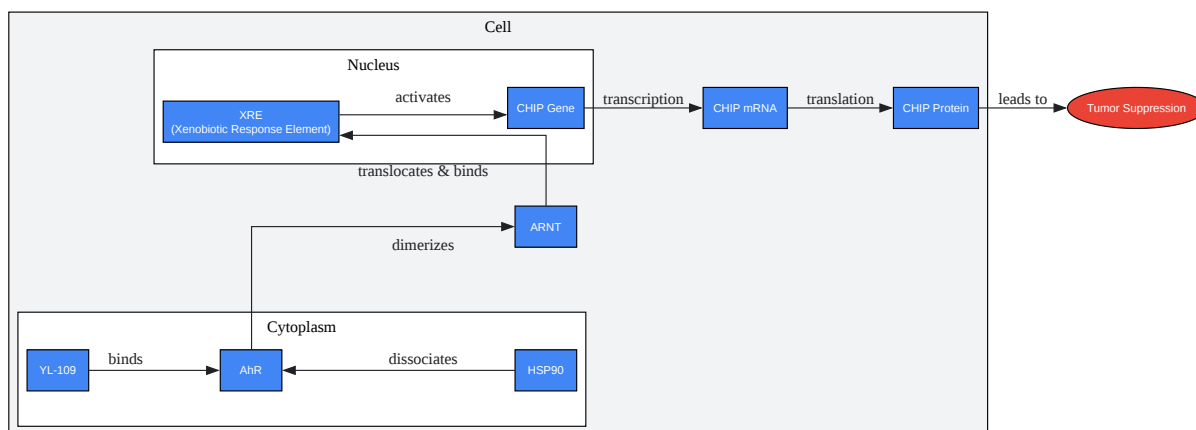 Cell
Nucleus
XRE
(Xenobiotic Response Element)
activates
CHIP Gene
transcription
CHIP mRNA
translation
CHIP Protein
leads to
Tumor Suppression
translocates & binds
ARNT
dimerizes
Cytoplasm
YL-109
binds
AhR
dissociates
HSP90